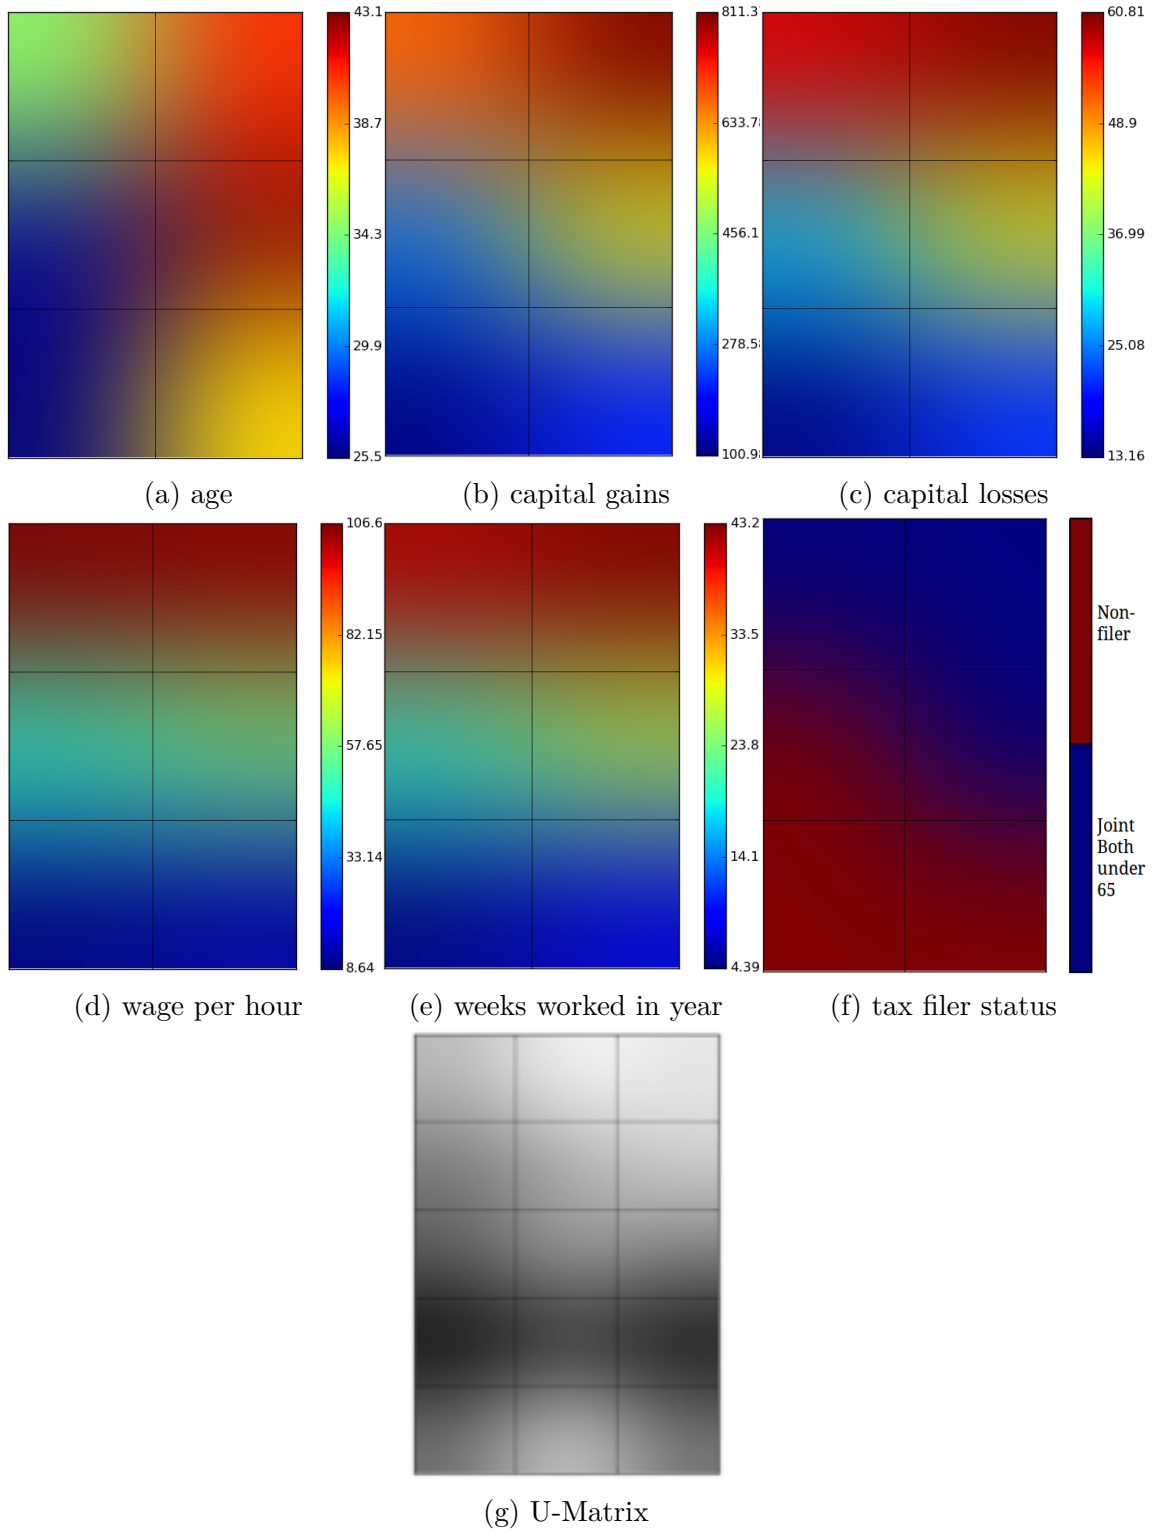 43.1
38.7
34.3
29.9
25.5
811.3
633.7
456.1
278.5
100.9
60.81
48.9
36.99
25.08
13.16
(a) age
(b) capital gains
(c) capital losses
106.6
82.15
57.65
33.14
8.64
43.2
33.5
23.8
14.1
4.39
Non-
filer
Joint
Both
under
65
(d) wage per hour
(e) weeks worked in year
(f) tax filer status
(g) U-Matrix